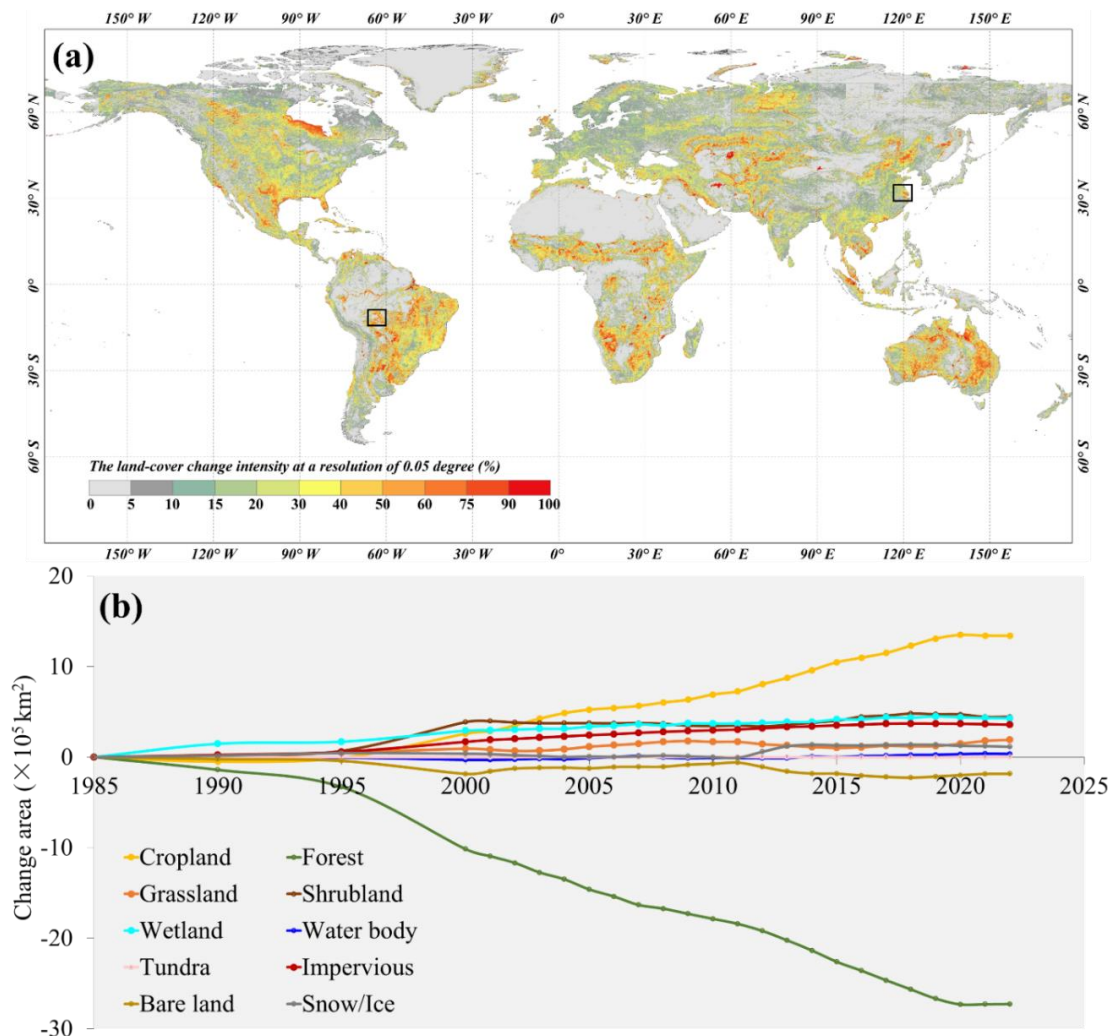 150° W 120° W 90° W 60° W 30° W 0° 30° E 60° E 90° E 120° E 150° E
(a)
60° N 60° N
30° N 30° N
0° 0°
30° S 30° S
60° S 60° S
The land-cover change intensity at a resolution of 0.05 degree (%)
0 5 10 15 20 30 40 50 60 75 90 100
150° W 120° W 90° W 60° W 30° W 0° 30° E 60° E 90° E 120° E 150° E
(b)
Change area (×10⁵ km²)
20
10
0
-10
-20
-30
1985 1990 1995 2000 2005 2010 2015 2020 2025
Cropland Forest
Grassland Shrubland
Wetland Water body
Tundra Impervious
Bare land Snow/Ice